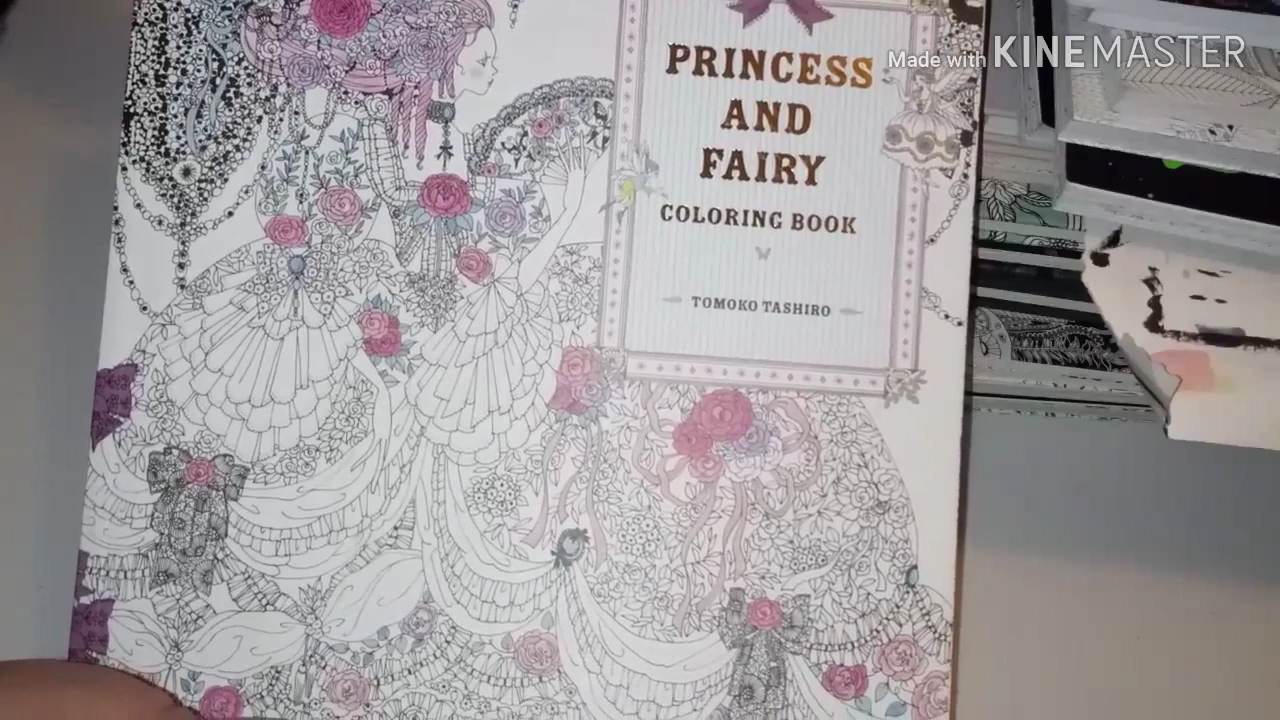 Made with KINEMASTER
PRINCESS
AND
FAIRY
COLORING BOOK
TOMOKO TASHIRO